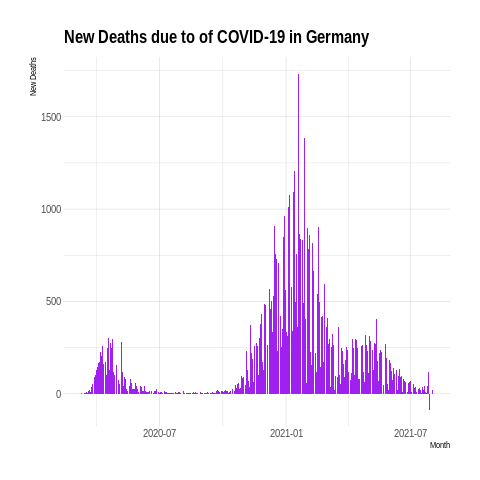 New Deaths due to of COVID-19 in Germany
New Deaths
1500
1000
500
0
2020-07
2021-01
2021-07
Month